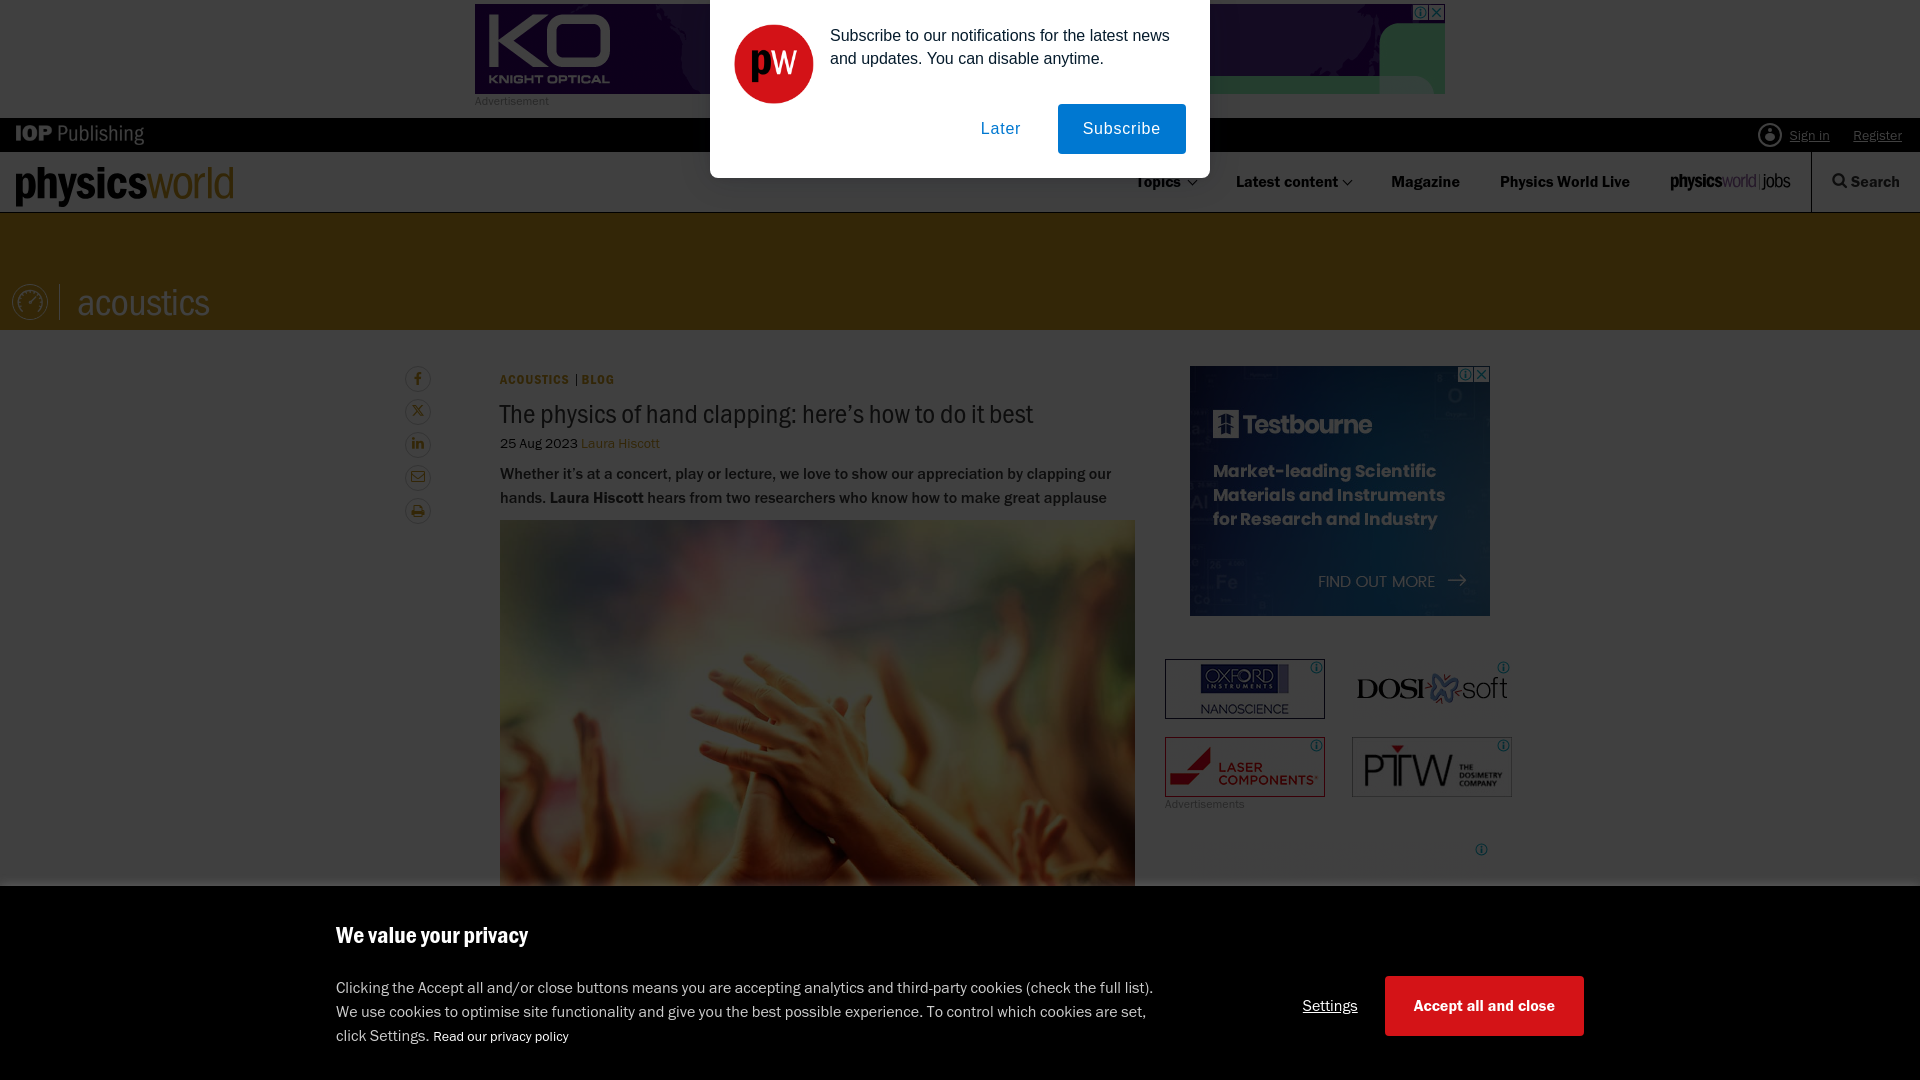 KO
KNIGHT OPTICAL
Advertisement
pw
Subscribe to our notifications for the latest news
and updates. You can disable anytime.
Later
Subscribe
IOP Publishing
Sign in
Register
physicsworld
Topics
Latest content
Magazine
Physics World Live
physicsworld|jobs
Search
acoustics
ACOUSTICS | BLOG
The physics of hand clapping: here’s how to do it best
25 Aug 2023 Laura Hiscott
Whether it’s at a concert, play or lecture, we love to show our appreciation by clapping our
hands. Laura Hiscott hears from two researchers who know how to make great applause
Testbourne
Market-leading Scientific
Materials and Instruments
for Research and Industry
FIND OUT MORE
Fe
OXFORD
INSTRUMENTS
NANOSCIENCE
DOSIsoft
LASER
COMPONENTS
PTW
THE
DOSIMETRY
COMPANY
Advertisements
We value your privacy
Clicking the Accept all and/or close buttons means you are accepting analytics and third-party cookies (check the full list).
We use cookies to optimise site functionality and give you the best possible experience. To control which cookies are set,
click Settings. Read our privacy policy
Settings
Accept all and close